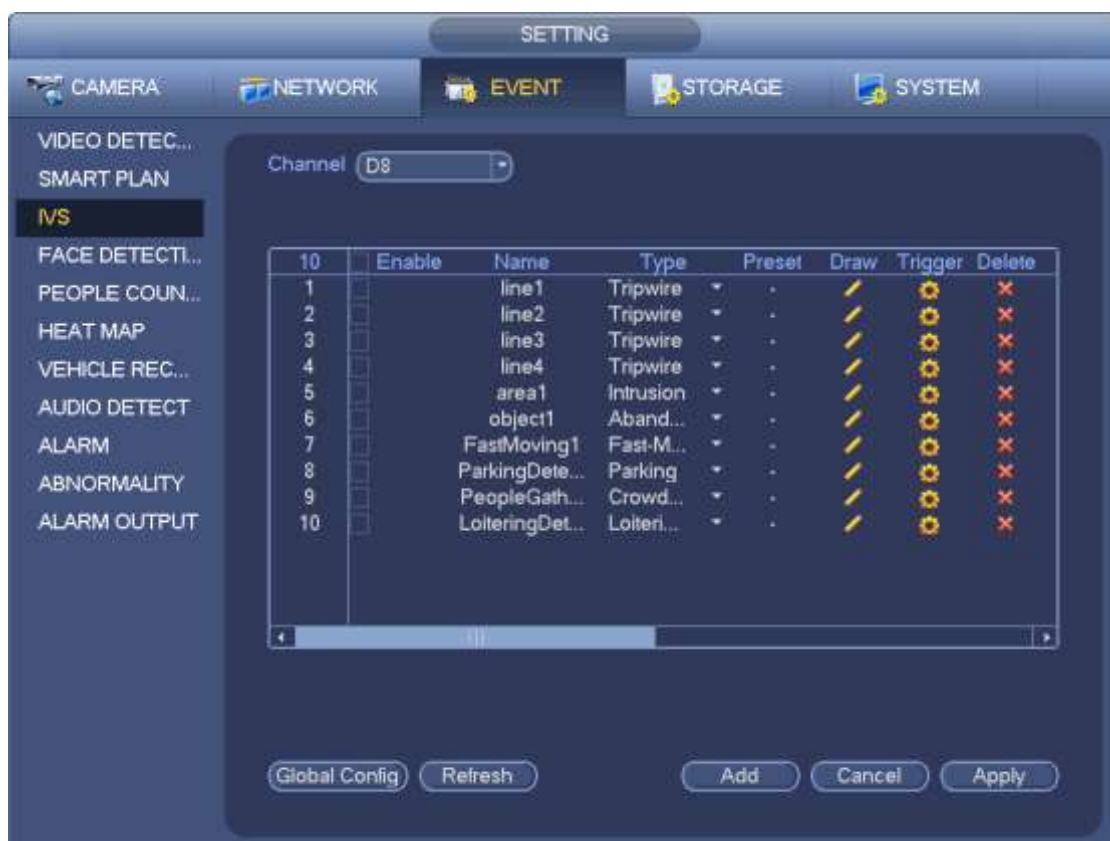 SETTING
CAMERA NETWORK EVENT STORAGE SYSTEM
VIDEO DETEC...
SMART PLAN
IVS
FACE DETECTI...
PEOPLE COUN...
HEAT MAP
VEHICLE REC...
AUDIO DETECT
ALARM
ABNORMALITY
ALARM OUTPUT
Channel D8
10 Enable Name Type Preset Draw Trigger Delete
1 line1 Tripwire -
2 line2 Tripwire -
3 line3 Tripwire -
4 line4 Tripwire -
5 area1 Intrusion -
6 object1 Aband... -
7 FastMoving1 Fast-M... -
8 ParkingDete... Parking -
9 PeopleGath... Crowd... -
10 LoiteringDet... Loiteri... -
Global Config Refresh Add Cancel Apply